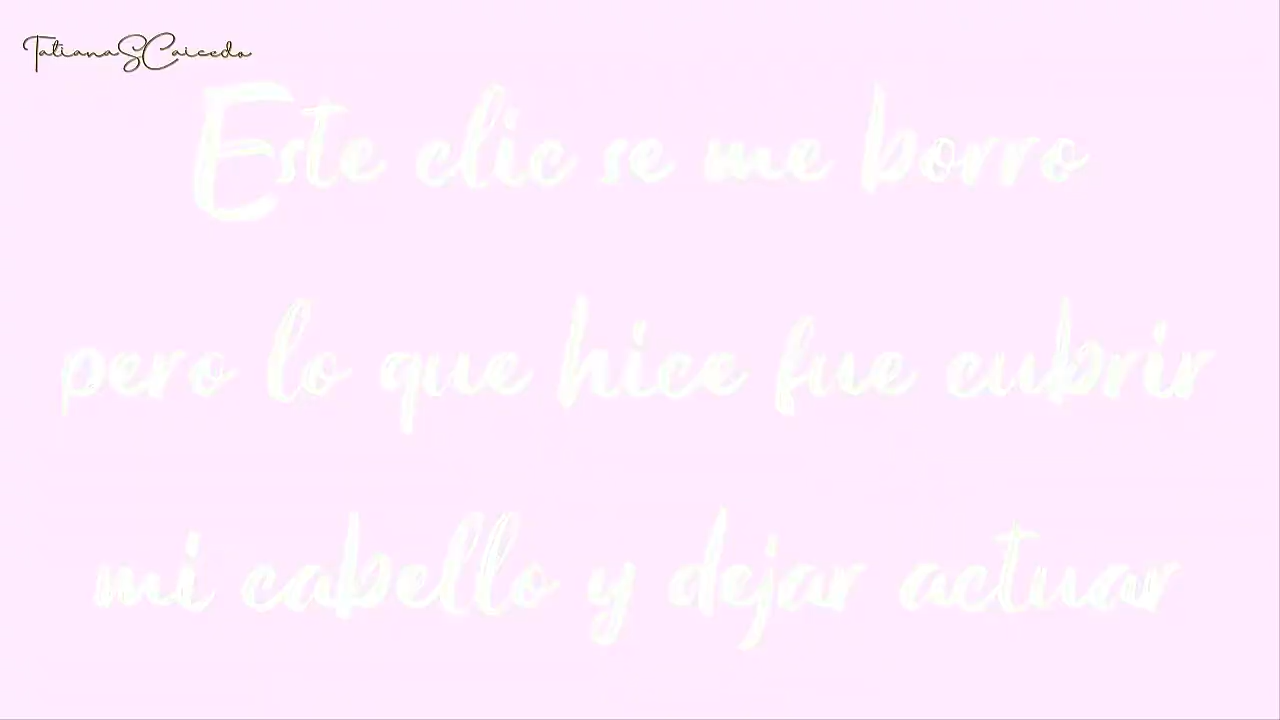 TatianaSCaicedo
Este clic se me borro
pero lo que hice fue cubrir
mi cabello y dejar actuar